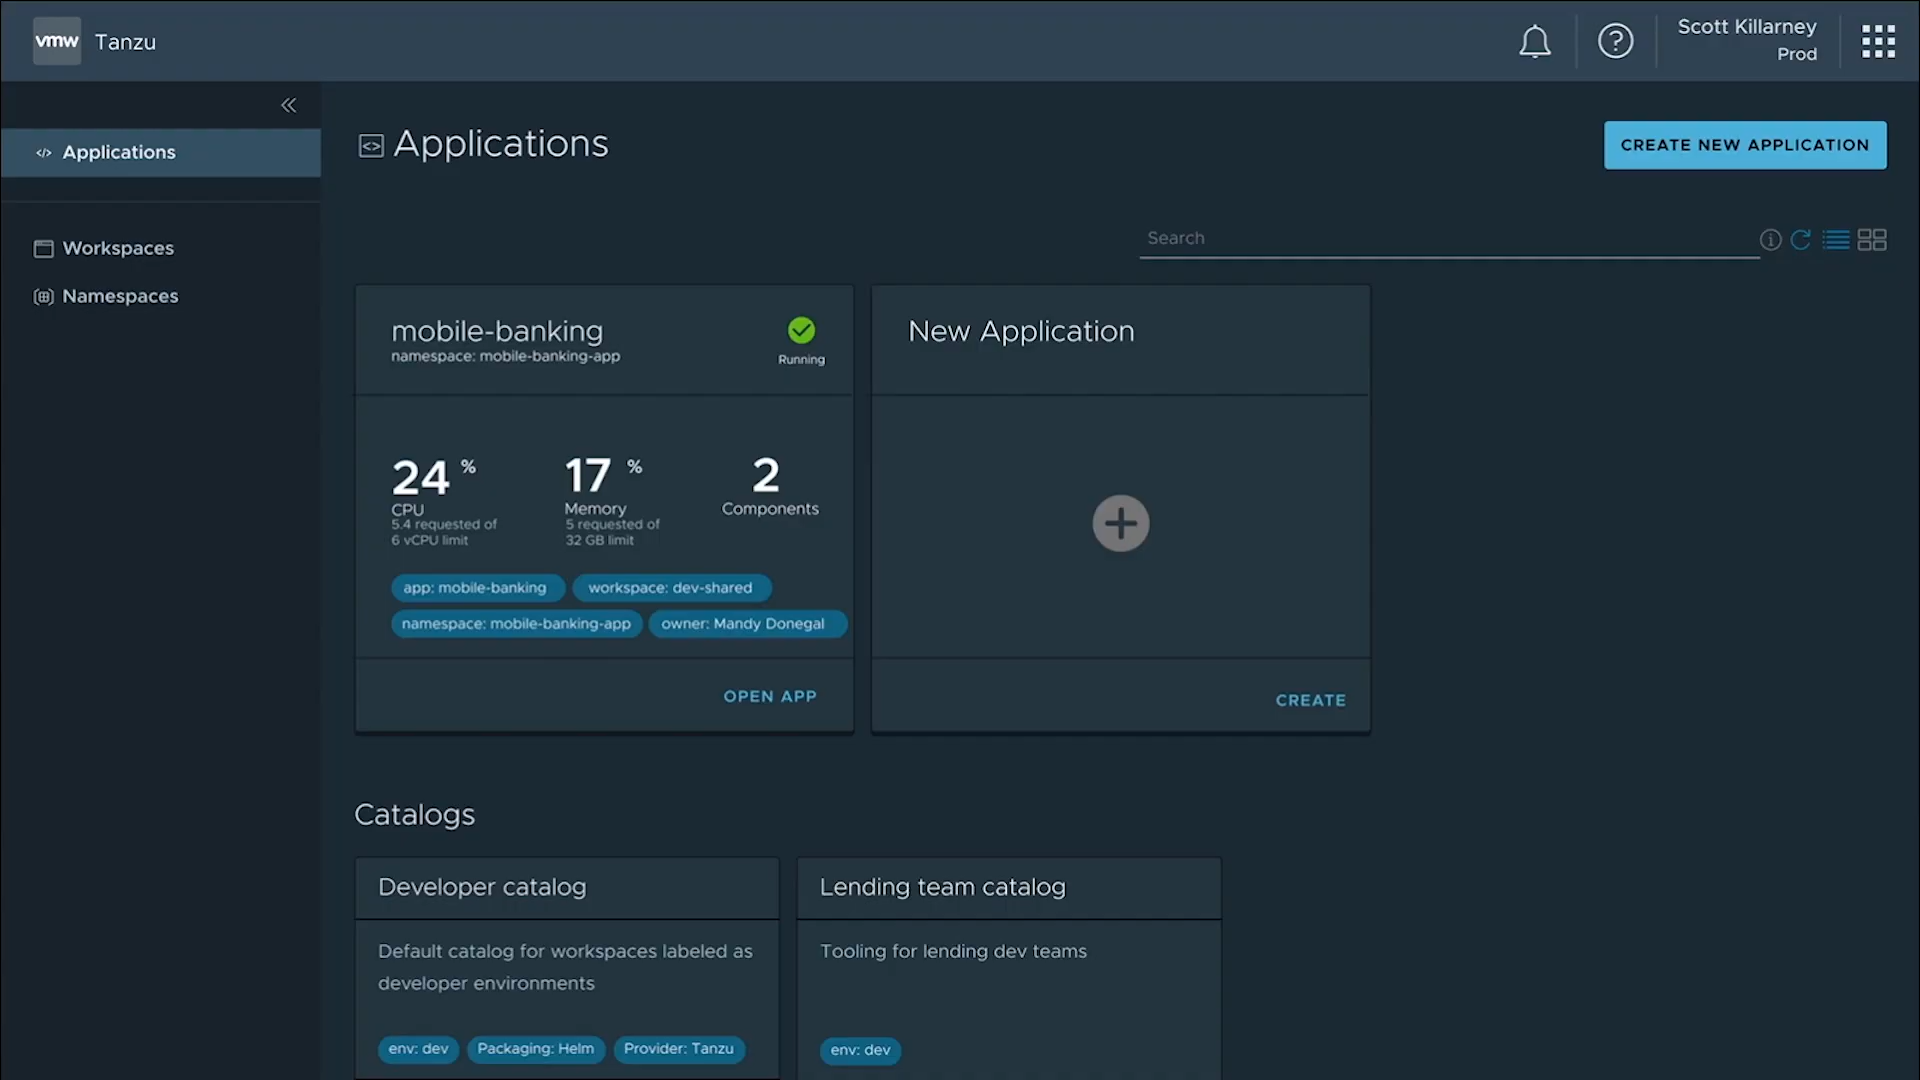 vmw Tanzu
Scott Killarney
Prod
Applications
Workspaces
Namespaces
Applications
CREATE NEW APPLICATION
Search
mobile-banking
namespace: mobile-banking-app
Running
24 %
CPU
5.4 requested of
6 vCPU limit
17 %
Memory
5 requested of
32 GB limit
2
Components
app: mobile-banking
workspace: dev-shared
namespace: mobile-banking-app
owner: Mandy Donegal
OPEN APP
New Application
CREATE
Catalogs
Developer catalog
Default catalog for workspaces labeled as
developer environments
env: dev
Packaging: Helm
Provider: Tanzu
Lending team catalog
Tooling for lending dev teams
env: dev